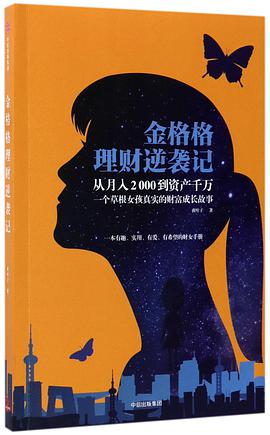 金格格
理财逆袭记
从月入2000到资产千万
一个草根女孩真实的财富成长故事
著
一本有趣、实用、有爱、有希望的财女手册
中信出版集团
金格格理财逆袭记